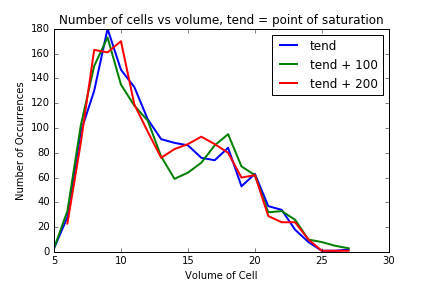 Number of cells vs volume, tend = point of saturation
180
160
140
120
100
80
60
40
20
0
Number of Occurrences
tend
tend + 100
tend + 200
5 10 15 20 25 30
Volume of Cell